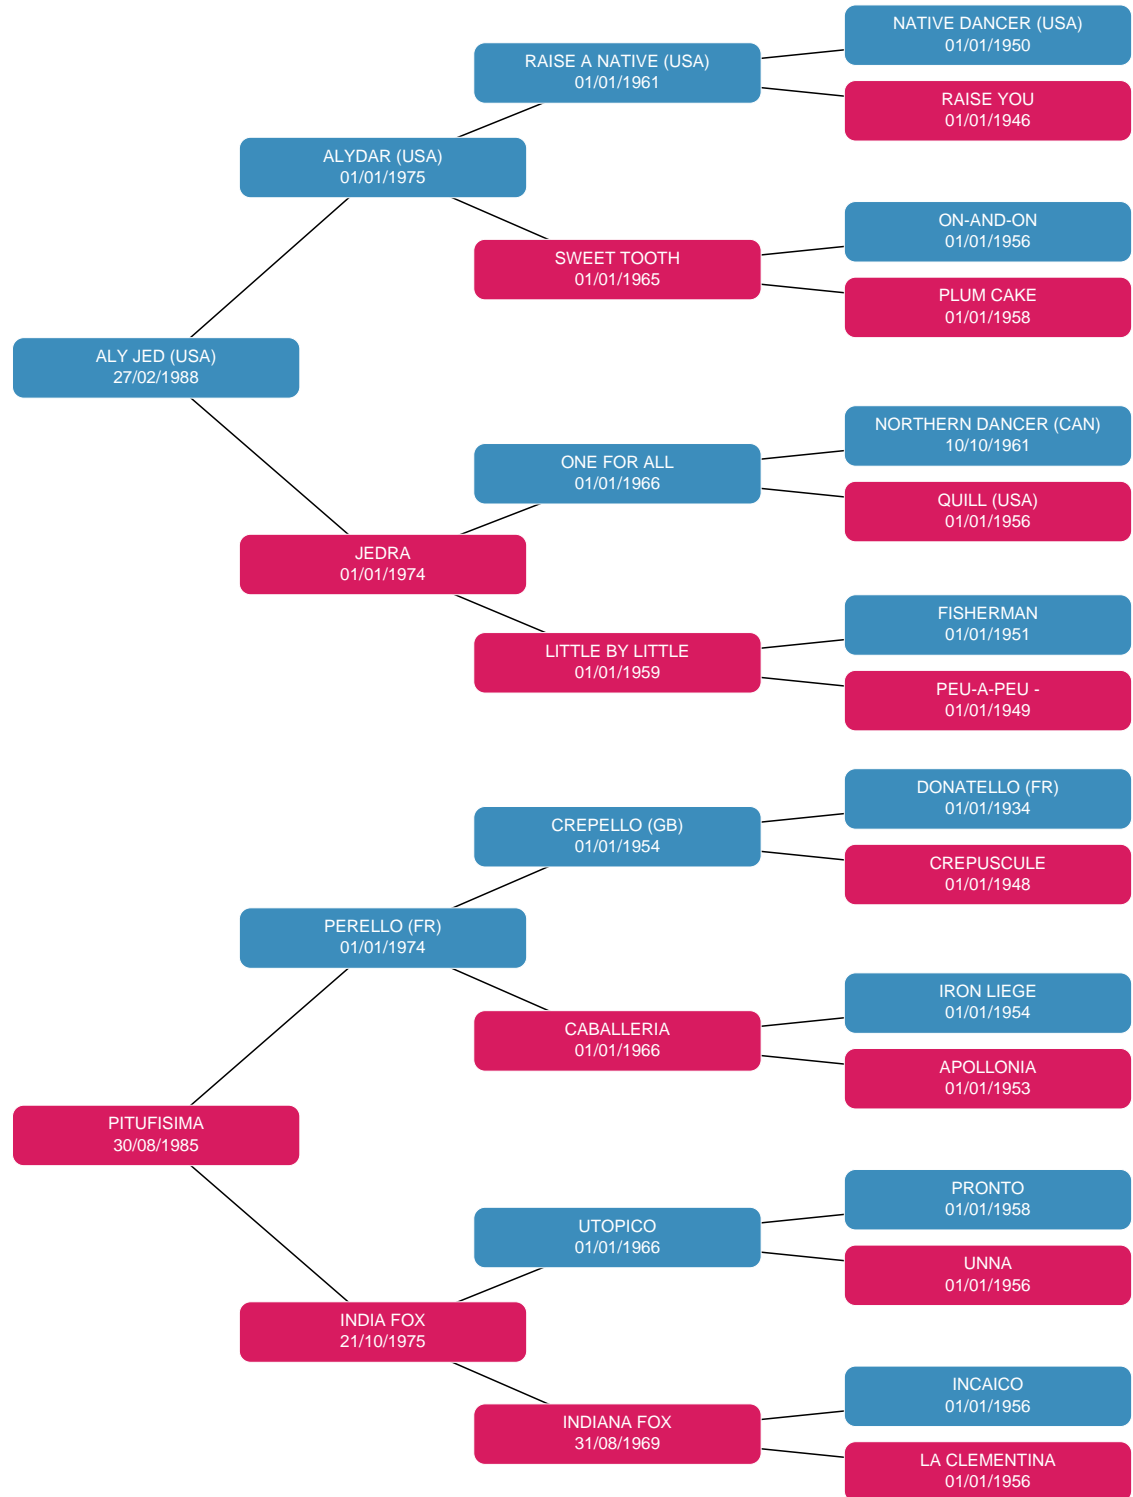 NATIVE DANCER (USA)
01/01/1950
RAISE A NATIVE (USA)
01/01/1961
RAISE YOU
01/01/1946
ALYDAR (USA)
01/01/1975
ON-AND-ON
01/01/1956
SWEET TOOTH
01/01/1965
PLUM CAKE
01/01/1958
ALY JED (USA)
27/02/1988
NORTHERN DANCER (CAN)
10/10/1961
ONE FOR ALL
01/01/1966
QUILL (USA)
01/01/1956
JEDRA
01/01/1974
FISHERMAN
01/01/1951
LITTLE BY LITTLE
01/01/1959
PEU-A-PEU -
01/01/1949
DONATELLO (FR)
01/01/1934
CREPELLO (GB)
01/01/1954
CREPUSCULE
01/01/1948
PERELLO (FR)
01/01/1974
IRON LIEGE
01/01/1954
CABALLERIA
01/01/1966
APOLLONIA
01/01/1953
PITUFISIMA
30/08/1985
PRONTO
01/01/1958
UTOPICO
01/01/1966
UNNA
01/01/1956
INDIA FOX
21/10/1975
INCAICO
01/01/1956
INDIANA FOX
31/08/1969
LA CLEMENTINA
01/01/1956